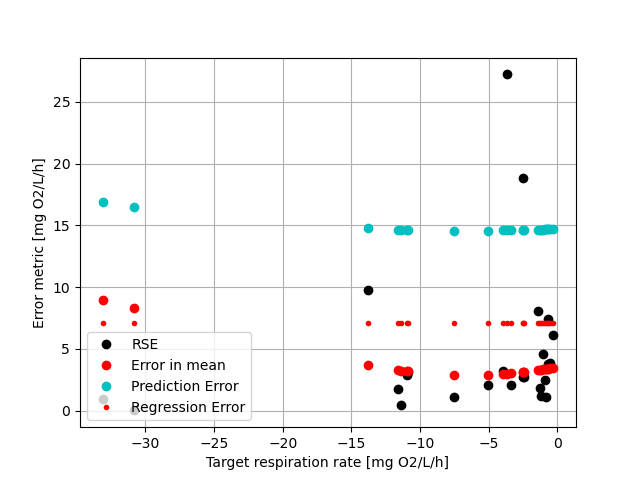 Error metric [mg O2/L/h]
25
20
15
10
5
0
RSE
Error in mean
Prediction Error
Regression Error
−30 −25 −20 −15 −10 −5 0
Target respiration rate [mg O2/L/h]